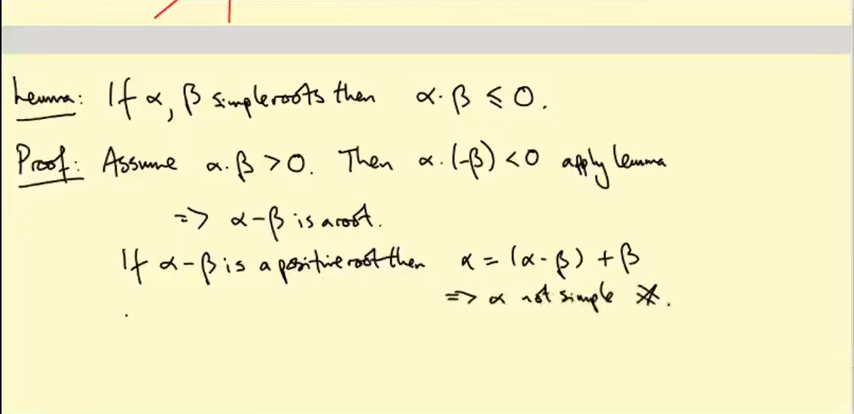 Lemma: If α, β simple roots then α·β ≤ 0.
Proof: Assume α·β > 0. Then α·(-β) < 0 apply lemma
=> α-β is a root.
If α-β is a positive root then α = (α-β) + β
=> α not simple ※.